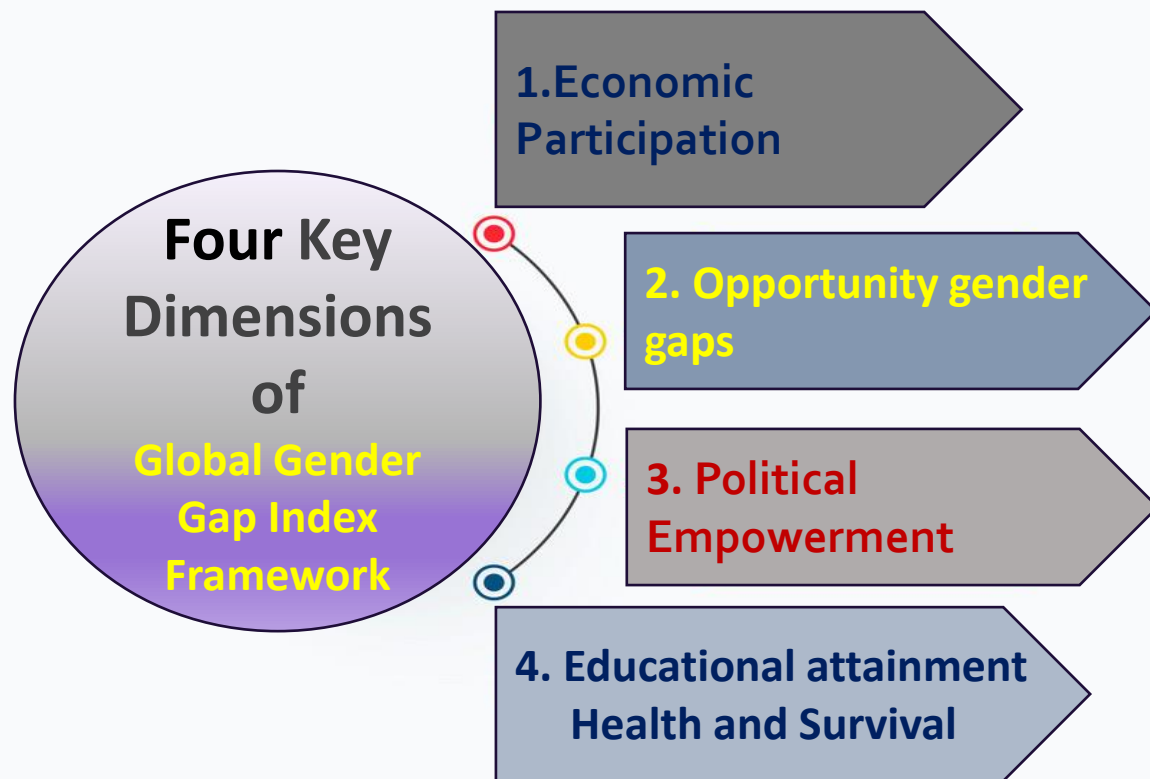 Four Key
Dimensions
of
Global Gender
Gap Index
Framework
1.Economic
Participation
2. Opportunity gender
gaps
3. Political
Empowerment
4. Educational attainment
Health and Survival